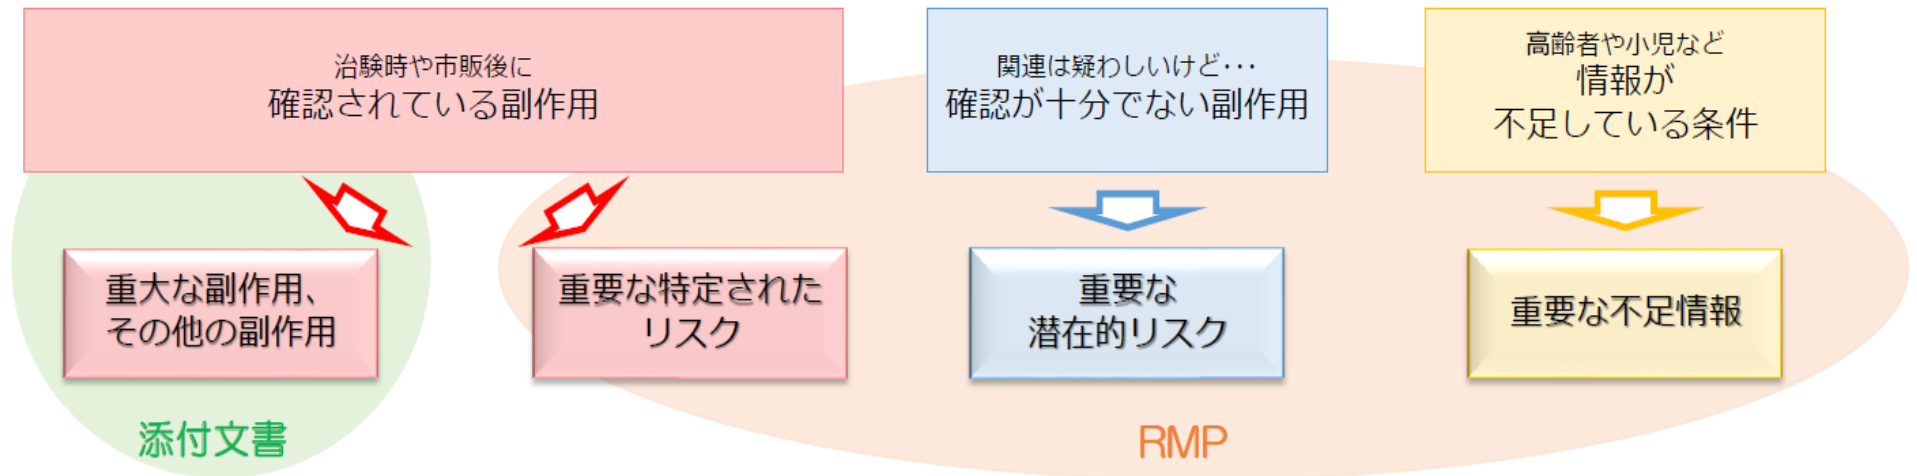 治験時や市販後に
確認されている副作用
関連は疑わしいけど･･･
確認が十分でない副作用
高齢者や小児など
情報が
不足している条件
重大な副作用、
その他の副作用
重要な特定された
リスク
重要な
潜在的リスク
重要な不足情報
添付文書
RMP